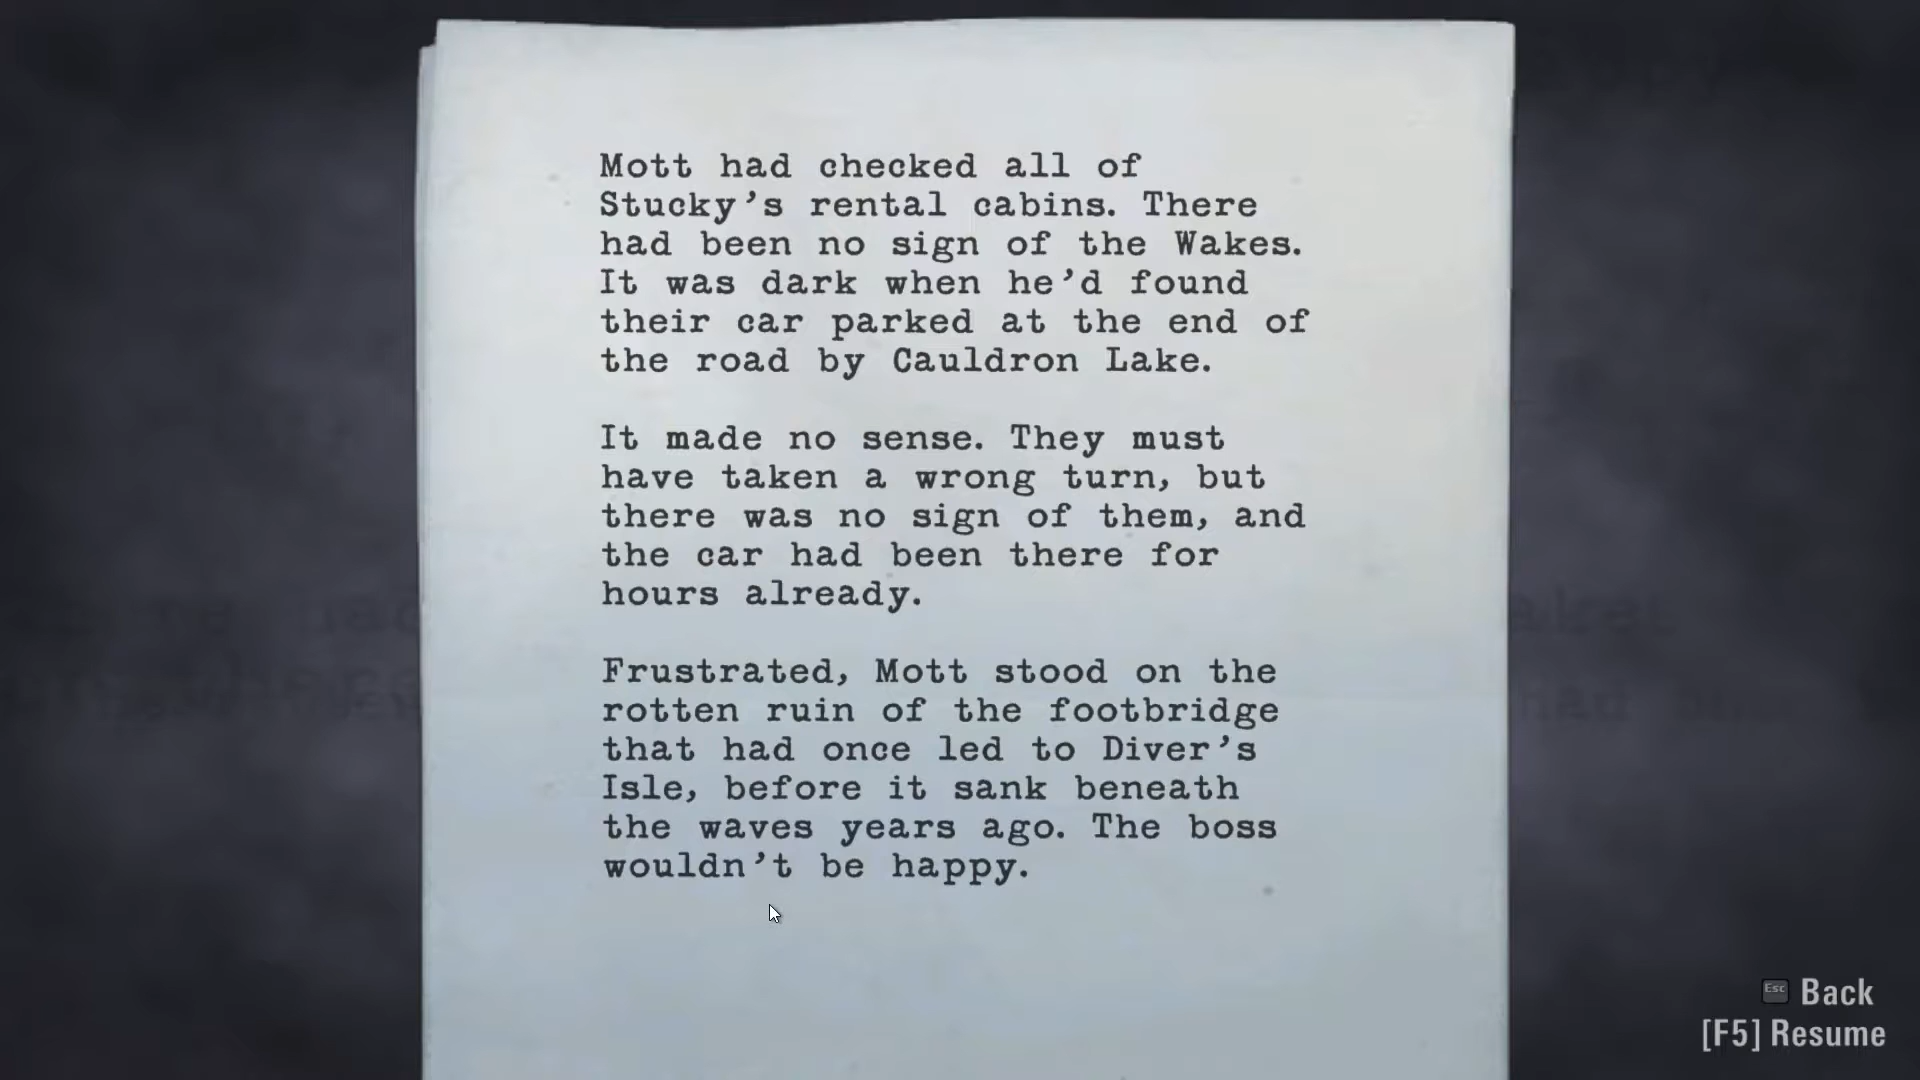 Mott had checked all of
Stucky’s rental cabins. There
had been no sign of the Wakes.
It was dark when he’d found
their car parked at the end of
the road by Cauldron Lake.
It made no sense. They must
have taken a wrong turn, but
there was no sign of them, and
the car had been there for
hours already.
Frustrated, Mott stood on the
rotten ruin of the footbridge
that had once led to Diver’s
Isle, before it sank beneath
the waves years ago. The boss
wouldn’t be happy.
Esc Back
[F5] Resume